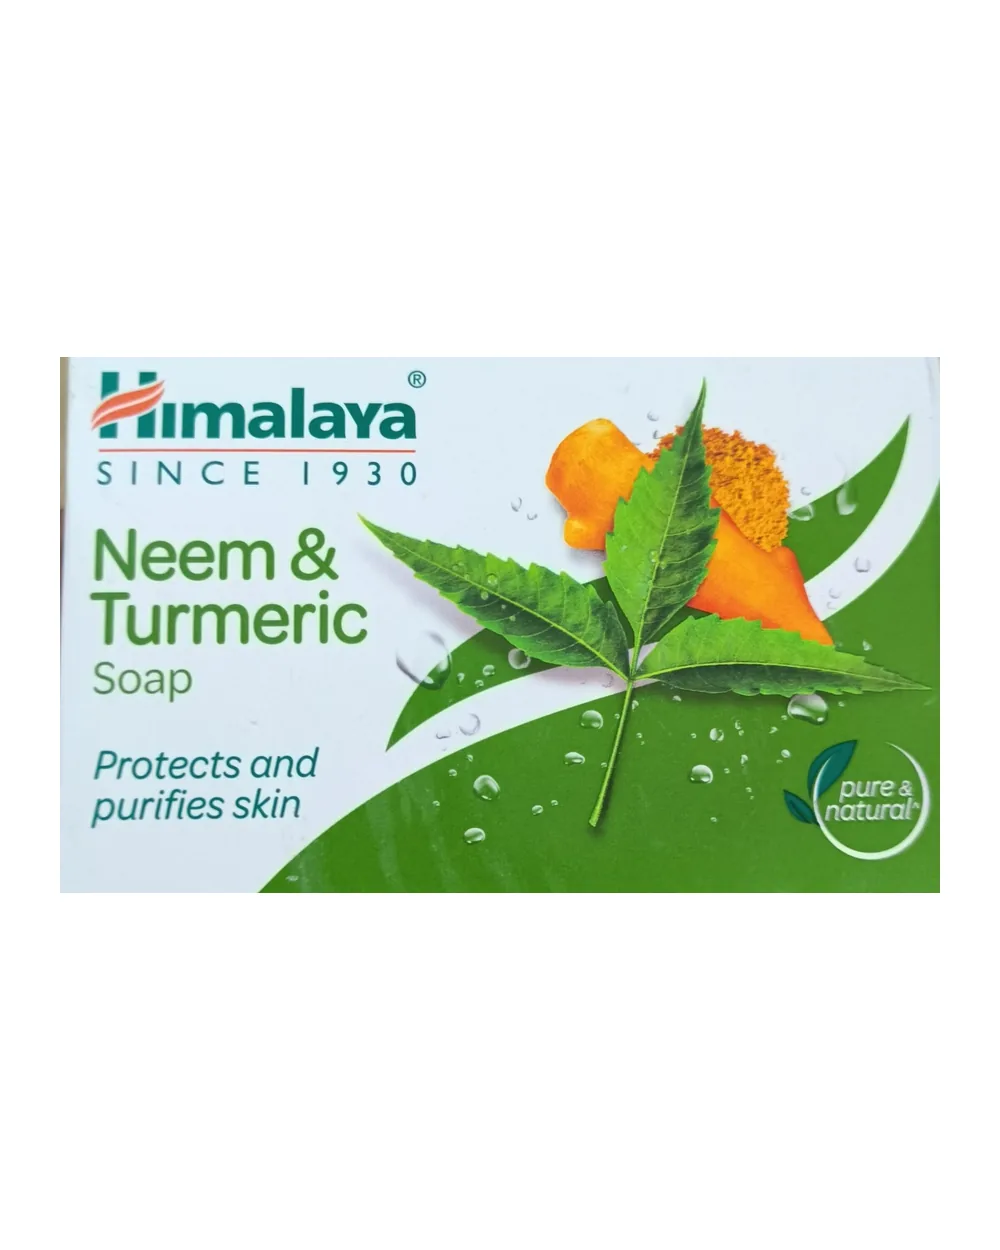 Himalaya®
SINCE 1930
Neem &
Turmeric
Soap
Protects and
purifies skin
pure &
natural^